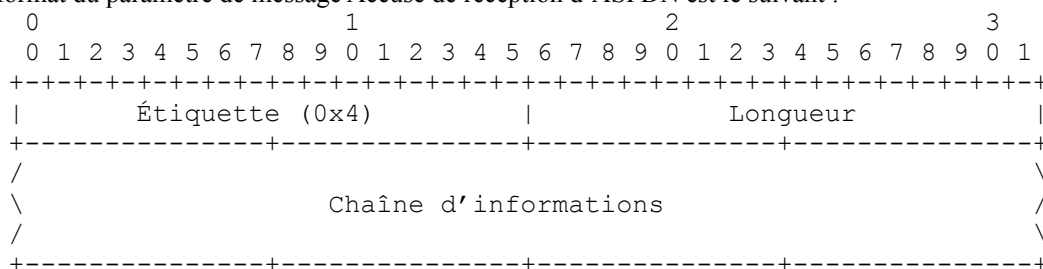 format du paramètre de message Accusé de réception d'ASPDN est le suivant :
0                   1                   2                   3
0 1 2 3 4 5 6 7 8 9 0 1 2 3 4 5 6 7 8 9 0 1 2 3 4 5 6 7 8 9 0 1
+-+-+-+-+-+-+-+-+-+-+-+-+-+-+-+-+-+-+-+-+-+-+-+-+-+-+-+-+-+-+-+-+
|       Étiquette (0x4)         |            Longueur           |
+---------------+---------------+---------------+---------------+
/                                                               \
\                   Chaîne d'informations                       /
/                                                               \
+---------------+---------------+---------------+---------------+